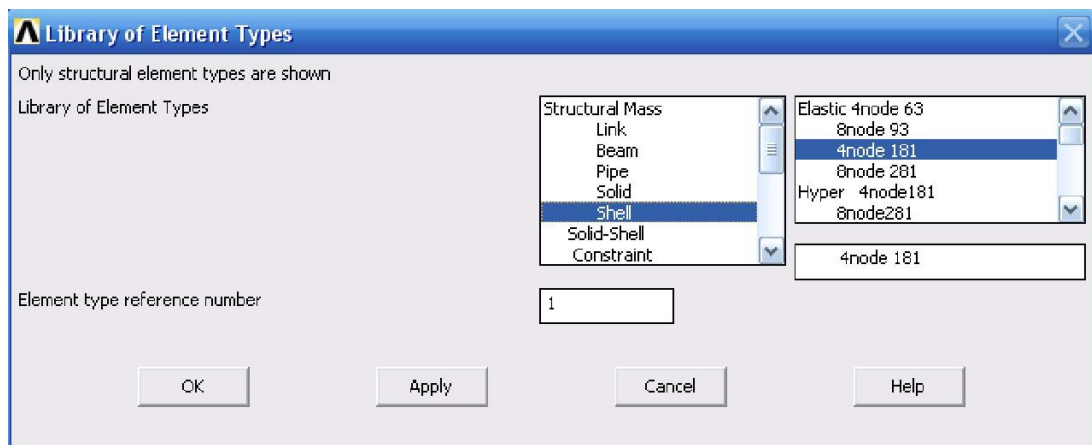 Library of Element Types
Only structural element types are shown
Library of Element Types
Structural Mass
Link
Beam
Pipe
Solid
Shell
Solid-Shell
Constraint
Elastic 4node 63
8node 93
4node 181
8node 281
Hyper 4node181
8node281
4node 181
Element type reference number
1
OK
Apply
Cancel
Help